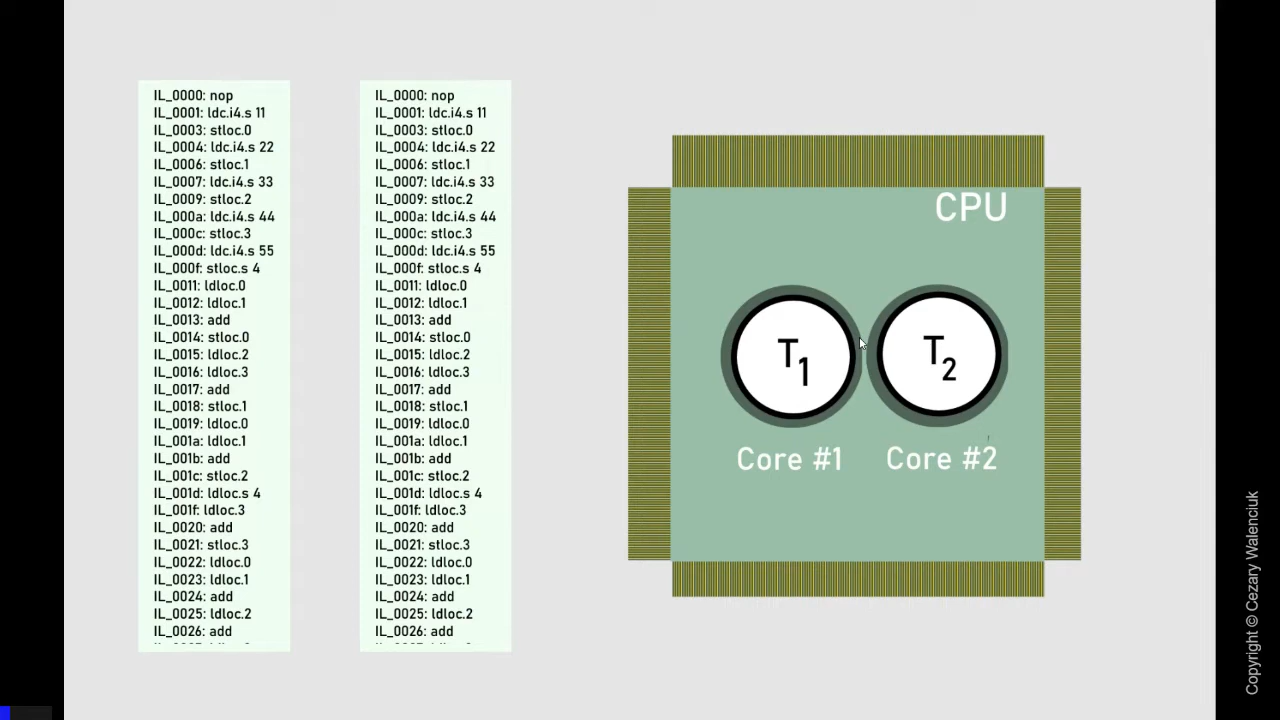 IL_0000: nop
IL_0001: ldc.i4.s 11
IL_0003: stloc.0
IL_0004: ldc.i4.s 22
IL_0006: stloc.1
IL_0007: ldc.i4.s 33
IL_0009: stloc.2
IL_000a: ldc.i4.s 44
IL_000c: stloc.3
IL_000d: ldc.i4.s 55
IL_000f: stloc.s 4
IL_0011: ldloc.0
IL_0012: ldloc.1
IL_0013: add
IL_0014: stloc.0
IL_0015: ldloc.2
IL_0016: ldloc.3
IL_0017: add
IL_0018: stloc.1
IL_0019: ldloc.0
IL_001a: ldloc.1
IL_001b: add
IL_001c: stloc.2
IL_001d: ldloc.s 4
IL_001f: ldloc.3
IL_0020: add
IL_0021: stloc.3
IL_0022: ldloc.0
IL_0023: ldloc.1
IL_0024: add
IL_0025: ldloc.2
IL_0026: add
IL_0000: nop
IL_0001: ldc.i4.s 11
IL_0003: stloc.0
IL_0004: ldc.i4.s 22
IL_0006: stloc.1
IL_0007: ldc.i4.s 33
IL_0009: stloc.2
IL_000a: ldc.i4.s 44
IL_000c: stloc.3
IL_000d: ldc.i4.s 55
IL_000f: stloc.s 4
IL_0011: ldloc.0
IL_0012: ldloc.1
IL_0013: add
IL_0014: stloc.0
IL_0015: ldloc.2
IL_0016: ldloc.3
IL_0017: add
IL_0018: stloc.1
IL_0019: ldloc.0
IL_001a: ldloc.1
IL_001b: add
IL_001c: stloc.2
IL_001d: ldloc.s 4
IL_001f: ldloc.3
IL_0020: add
IL_0021: stloc.3
IL_0022: ldloc.0
IL_0023: ldloc.1
IL_0024: add
IL_0025: ldloc.2
IL_0026: add
CPU
T1
T2
Core #1
Core #2
Copyright © Cezary Walenciuk